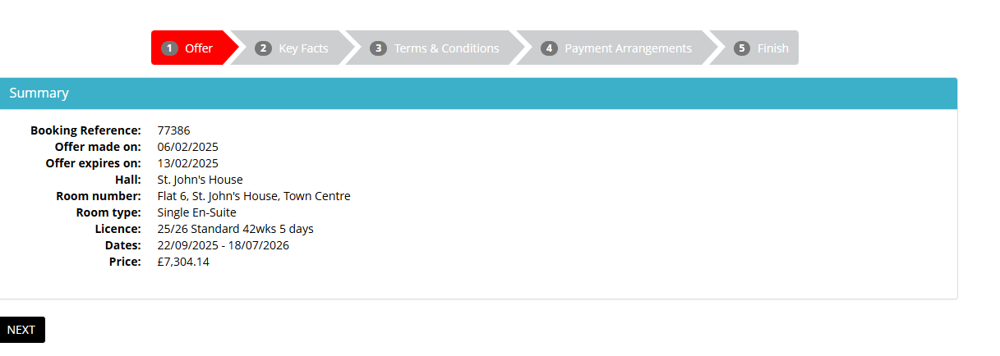 1 Offer 2 Key Facts 3 Terms & Conditions 4 Payment Arrangements 5 Finish
Summary
Booking Reference: 77386
Offer made on: 06/02/2025
Offer expires on: 13/02/2025
Hall: St. John's House
Room number: Flat 6, St. John's House, Town Centre
Room type: Single En-Suite
Licence: 25/26 Standard 42wks 5 days
Dates: 22/09/2025 - 18/07/2026
Price: £7,304.14
NEXT